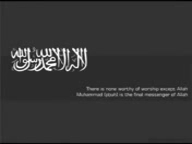 لا إله إلا الله محمد رسول الله
There is none worthy of worship except Allah
Muhammad (pbuh) is the final messenger of Allah